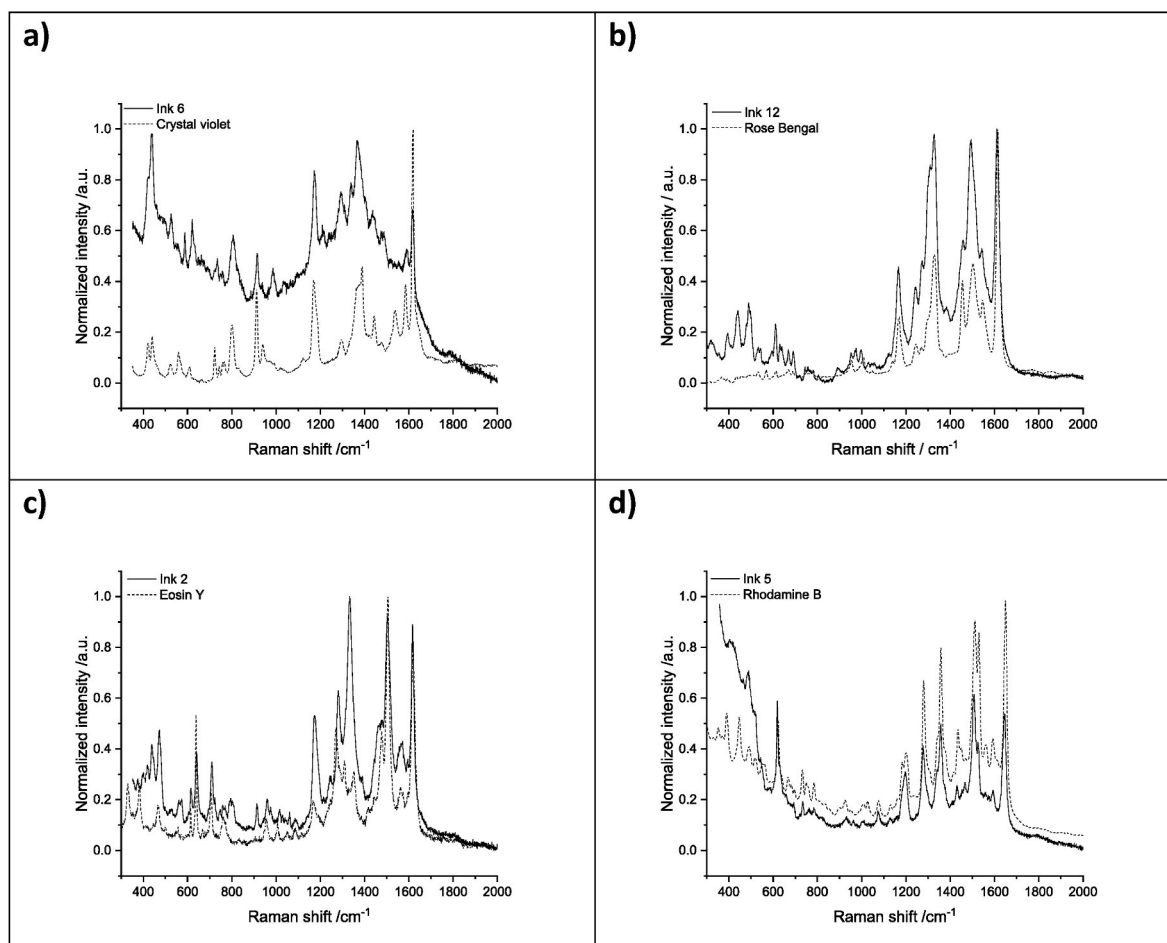 a)
Ink 6
Crystal violet
Normalized intensity /a.u.
1.0
0.8
0.6
0.4
0.2
0.0
400 600 800 1000 1200 1400 1600 1800 2000
Raman shift /cm-1
b)
Ink 12
Rose Bengal
Normalized intensity / a.u.
1.0
0.8
0.6
0.4
0.2
0.0
400 600 800 1000 1200 1400 1600 1800 2000
Raman shift / cm-1
c)
Ink 2
Eosin Y
Normalized intensity /a.u.
1.0
0.8
0.6
0.4
0.2
0.0
400 600 800 1000 1200 1400 1600 1800 2000
Raman shift /cm-1
d)
Ink 5
Rhodamine B
Normalized intensity /a.u.
1.0
0.8
0.6
0.4
0.2
0.0
400 600 800 1000 1200 1400 1600 1800 2000
Raman shift /cm-1